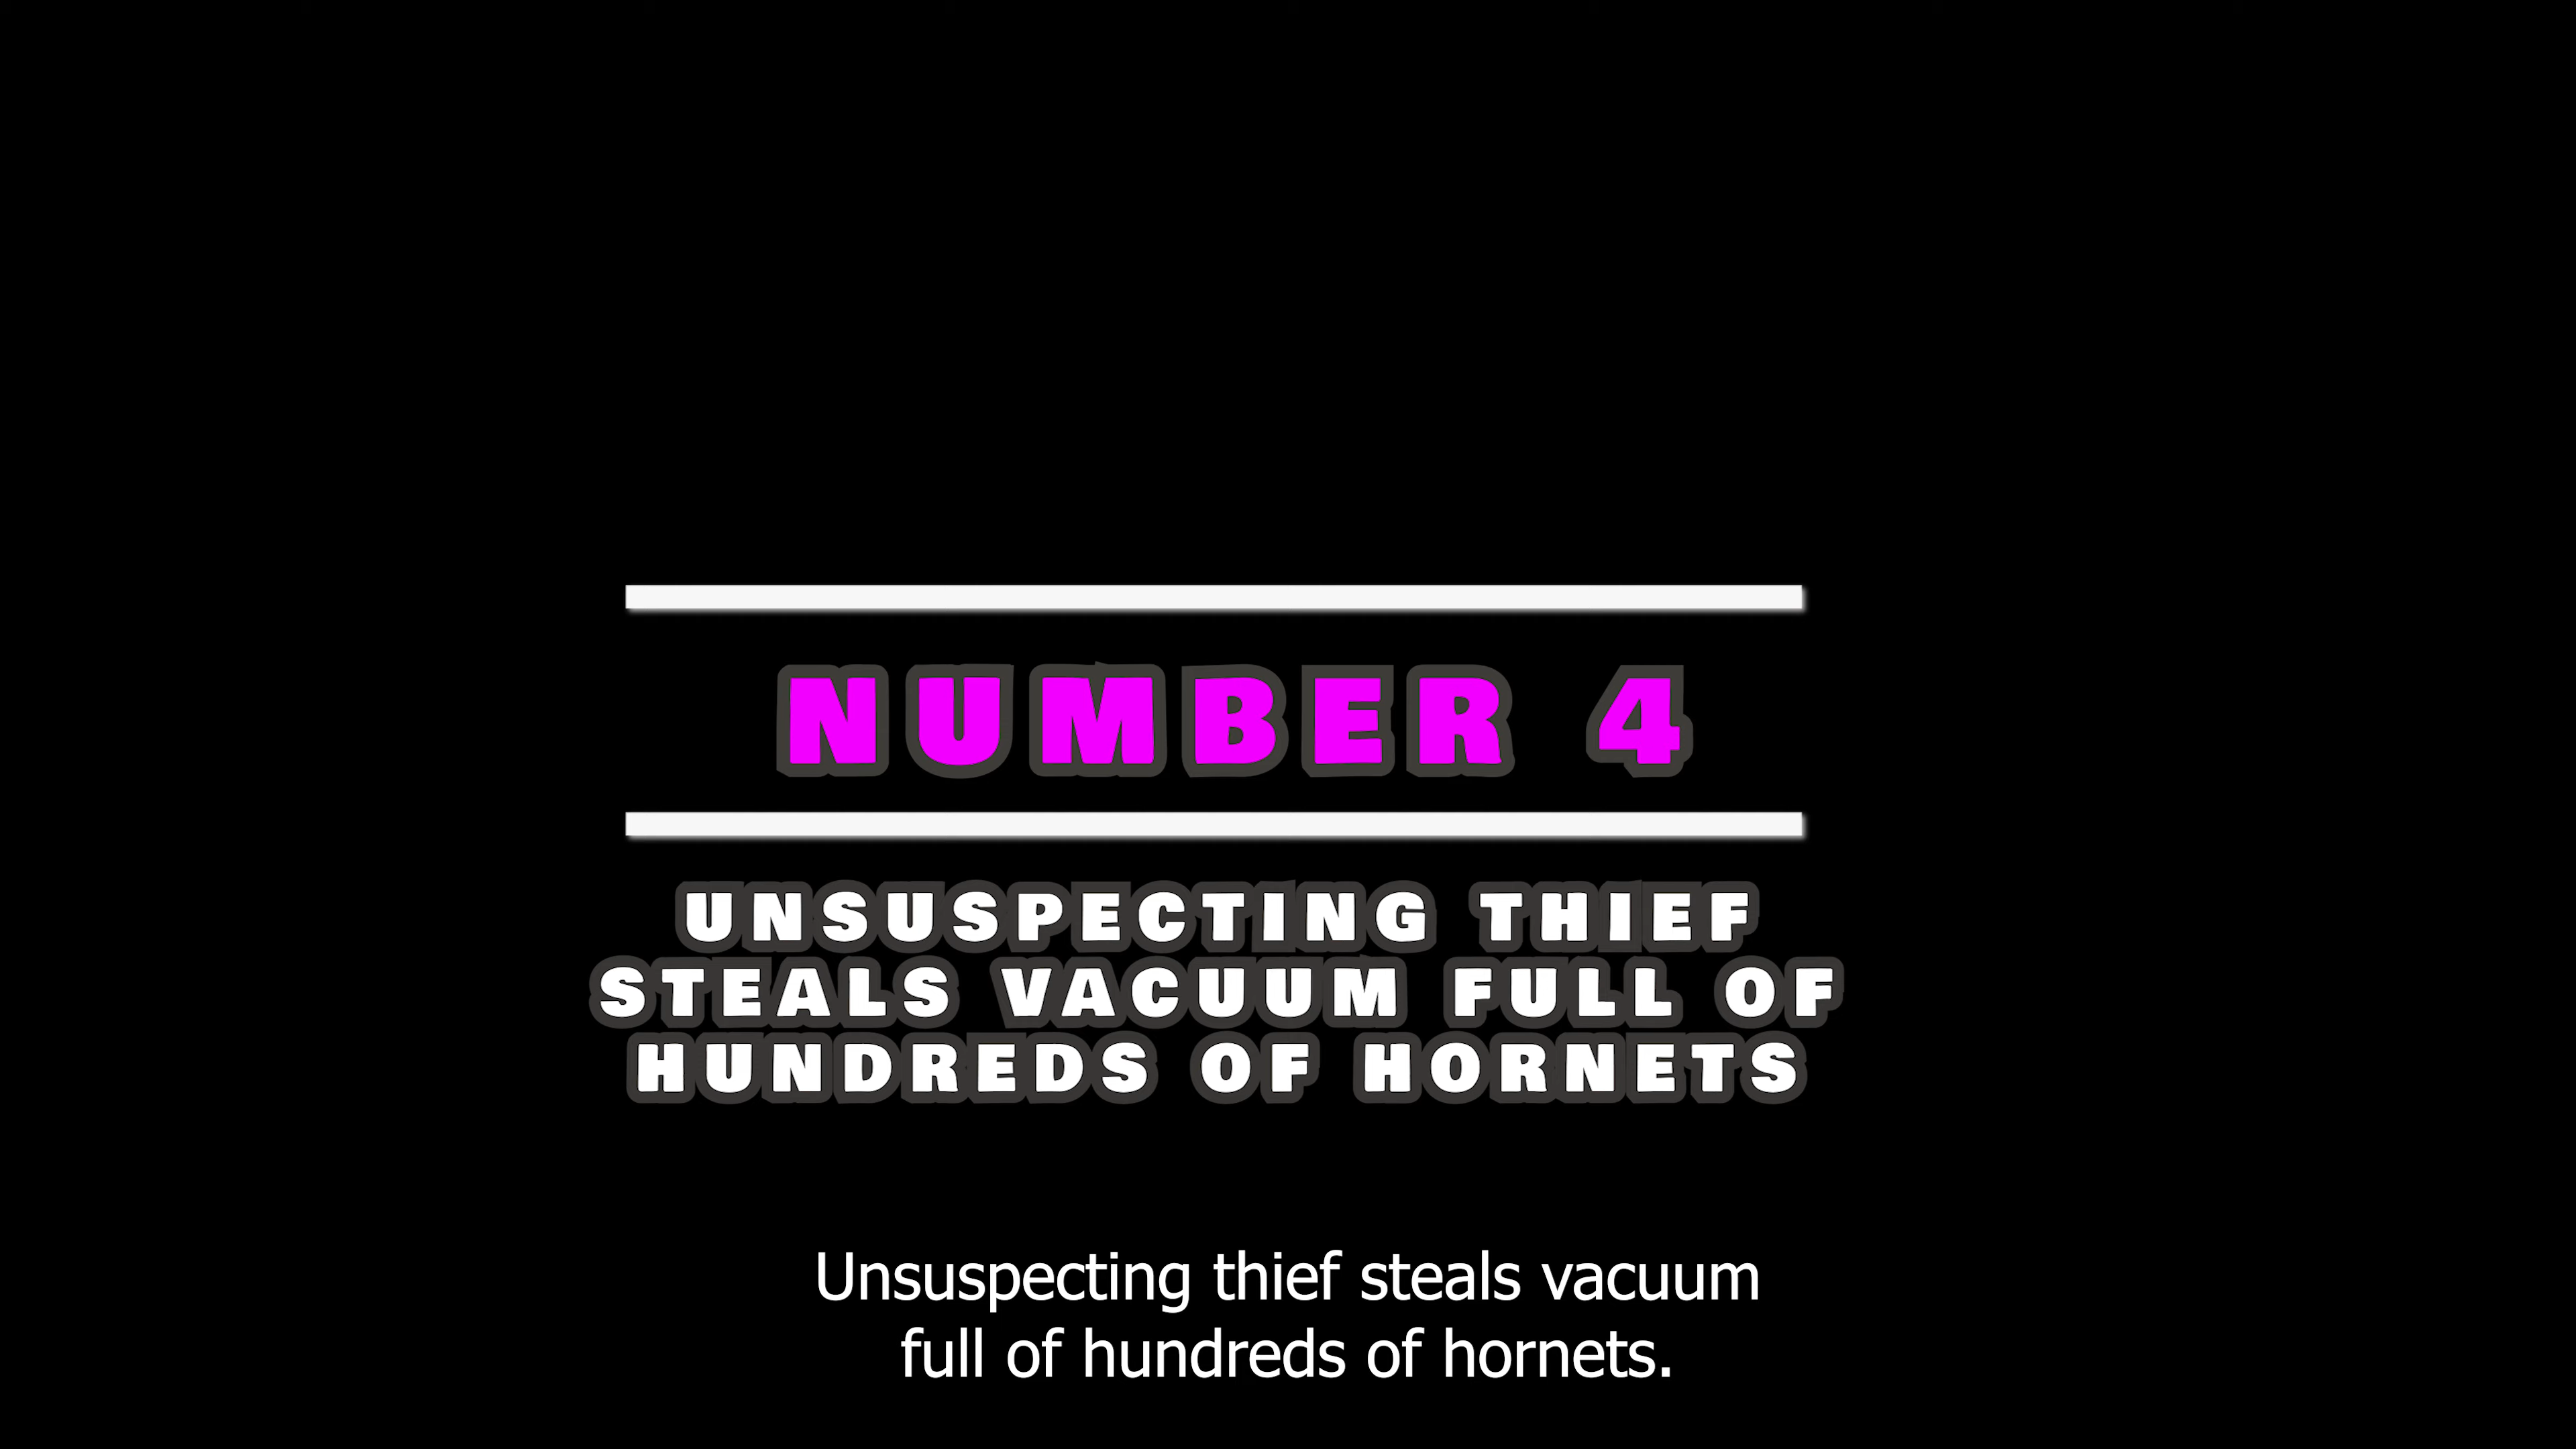 NUMBER 4
UNSUSPECTING THIEF
STEALS VACUUM FULL OF
HUNDREDS OF HORNETS
Unsuspecting thief steals vacuum
full of hundreds of hornets.